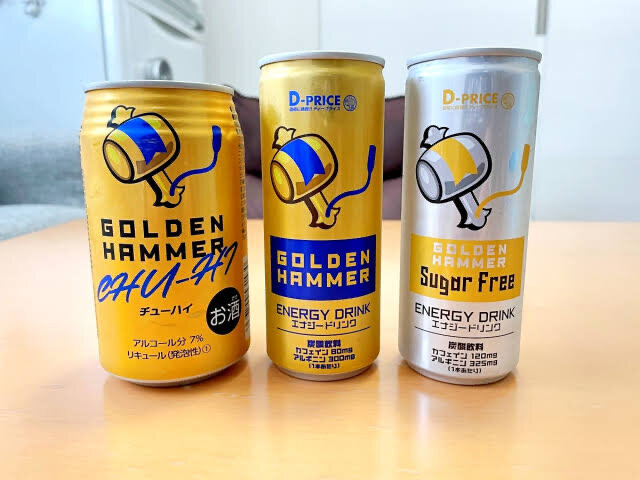 GOLDEN
HAMMER
CHU-HI
チューハイ
お酒
アルコール分 7%
リキュール(発泡性)①
D-PRICE
GOLDEN
HAMMER
ENERGY DRINK
エナジードリンク
炭酸飲料
カフェイン 80mg
アルギニン 300mg
(1本あたり)
D-PRICE
GOLDEN
HAMMER
Sugar Free
ENERGY DRINK
エナジードリンク
炭酸飲料
カフェイン 120mg
アルギニン 325mg
(1本あたり)